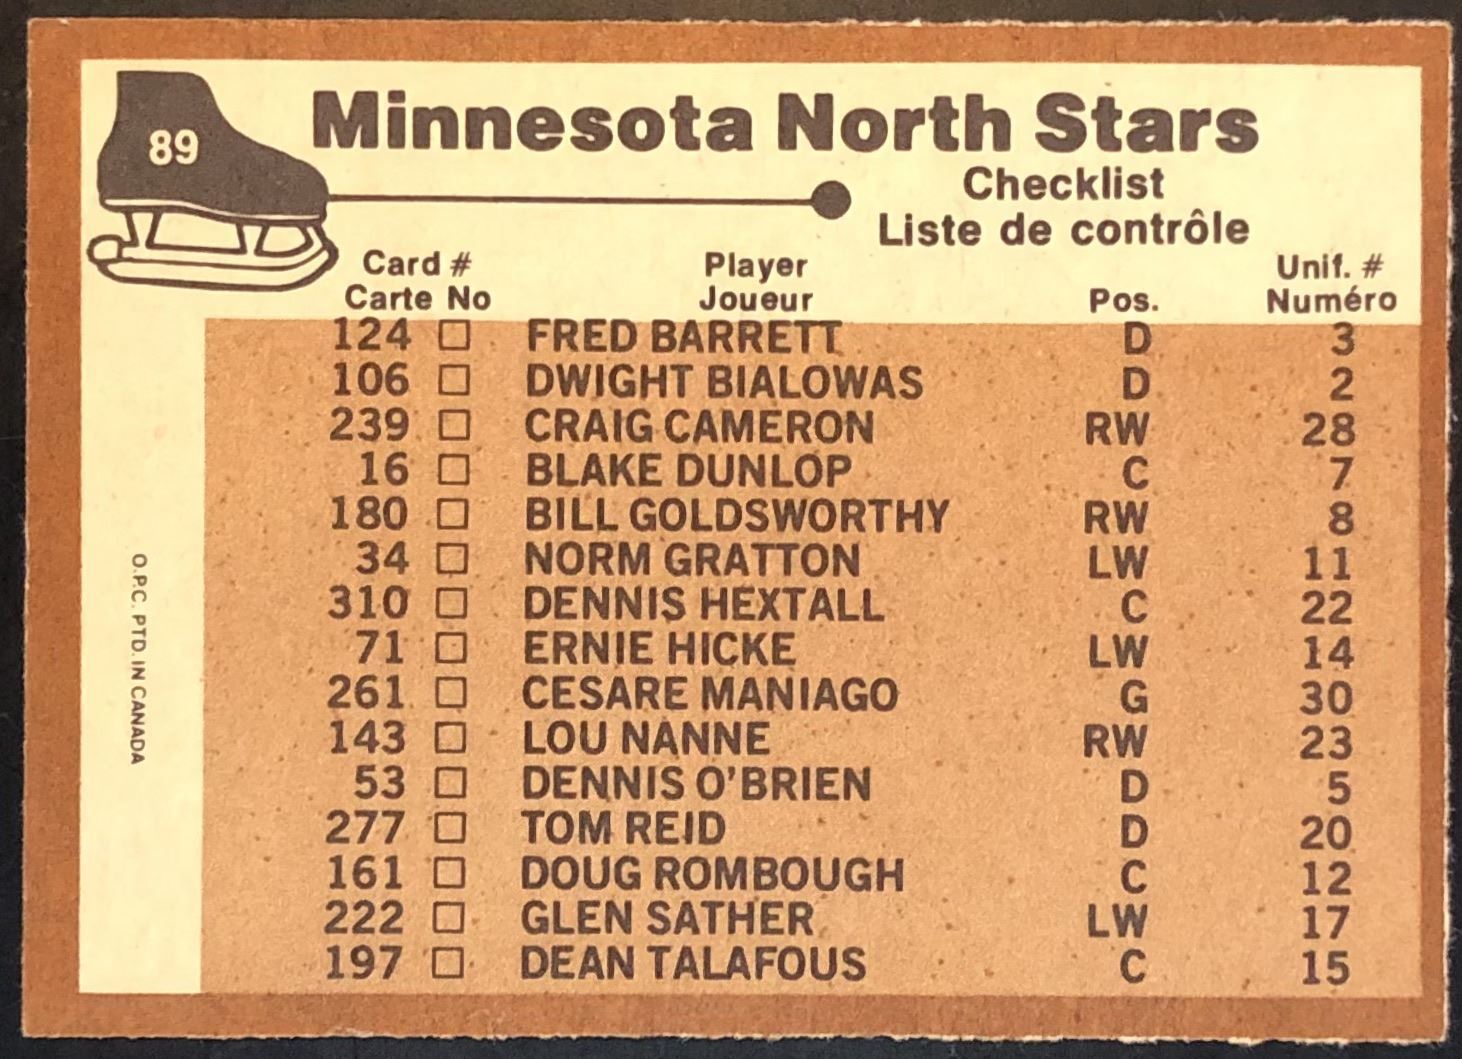 89
Minnesota North Stars
Checklist
Liste de contrôle
Card # Player Unif. #
Carte No Joueur Pos. Numéro
124 □ FRED BARRETT D 3
106 □ DWIGHT BIALOWAS D 2
239 □ CRAIG CAMERON RW 28
16 □ BLAKE DUNLOP C 7
180 □ BILL GOLDSWORTHY RW 8
34 □ NORM GRATTON LW 11
310 □ DENNIS HEXTALL C 22
71 □ ERNIE HICKE LW 14
261 □ CESARE MANIAGO G 30
143 □ LOU NANNE RW 23
53 □ DENNIS O'BRIEN D 5
277 □ TOM REID D 20
161 □ DOUG ROMBOUGH C 12
222 □ GLEN SATHER LW 17
197 □ DEAN TALAFOUS C 15
O.P.C. PTD. IN CANADA